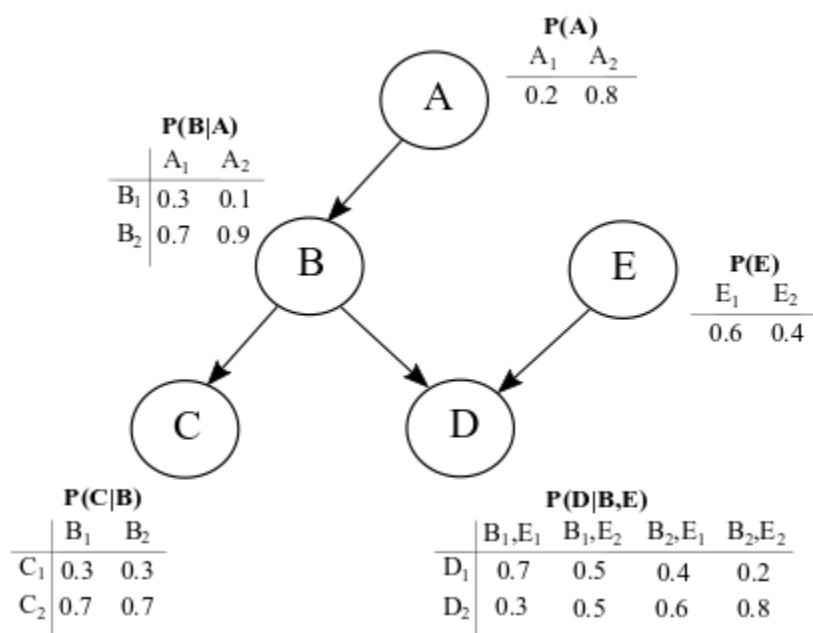 P(A)
A₁ A₂
0.2 0.8
A
P(B|A)
A₁ A₂
B₁ 0.3 0.1
B₂ 0.7 0.9
B
E
P(E)
E₁ E₂
0.6 0.4
C
D
P(C|B)
B₁ B₂
C₁ 0.3 0.3
C₂ 0.7 0.7
P(D|B,E)
B₁,E₁ B₁,E₂ B₂,E₁ B₂,E₂
D₁ 0.7 0.5 0.4 0.2
D₂ 0.3 0.5 0.6 0.8